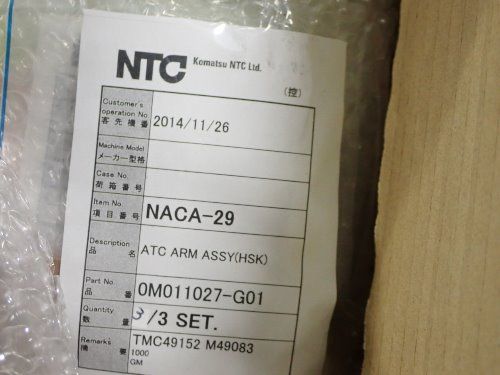 NTC Komatsu NTC Ltd.
(控)
Customer's
operation No. 2014/11/26
客先機番
Machine Model
メーカー型格
Case No.
荷箱番号
Item No. NACA-29
項目番号
Description ATC ARM ASSY(HSK)
品 名
Part No. 0M011027-G01
品 番
Quantity 3/3 SET.
数 量
Remarks TMC49152 M49083
摘 要 1000
GM